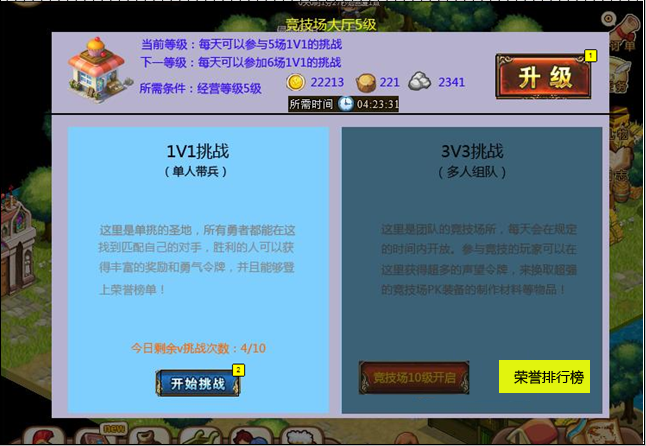 竞技场大厅5级
当前等级：每天可以参与5场1V1的挑战
下一等级：每天可以参加6场1V1的挑战
所需条件：经营等级5级
22213
221
2341
所需时间 04:23:31
升级
1
1V1挑战
（单人带兵）
这里是单挑的圣地，所有勇者都能在这
找到匹配自己的对手，胜利的人可以获
得丰富的奖励和勇气令牌，并且能够登
上荣誉榜单！
今日剩余v挑战次数：4/10
开始挑战
2
3V3挑战
（多人组队）
这里是团队的竞技场所，每天会在规定
的时间内开放。参与竞技的玩家可以在
这里获得超多的声望令牌，来换取超强
的竞技场PK装备的制作材料等物品！
竞技场10级开启
荣誉排行榜
new